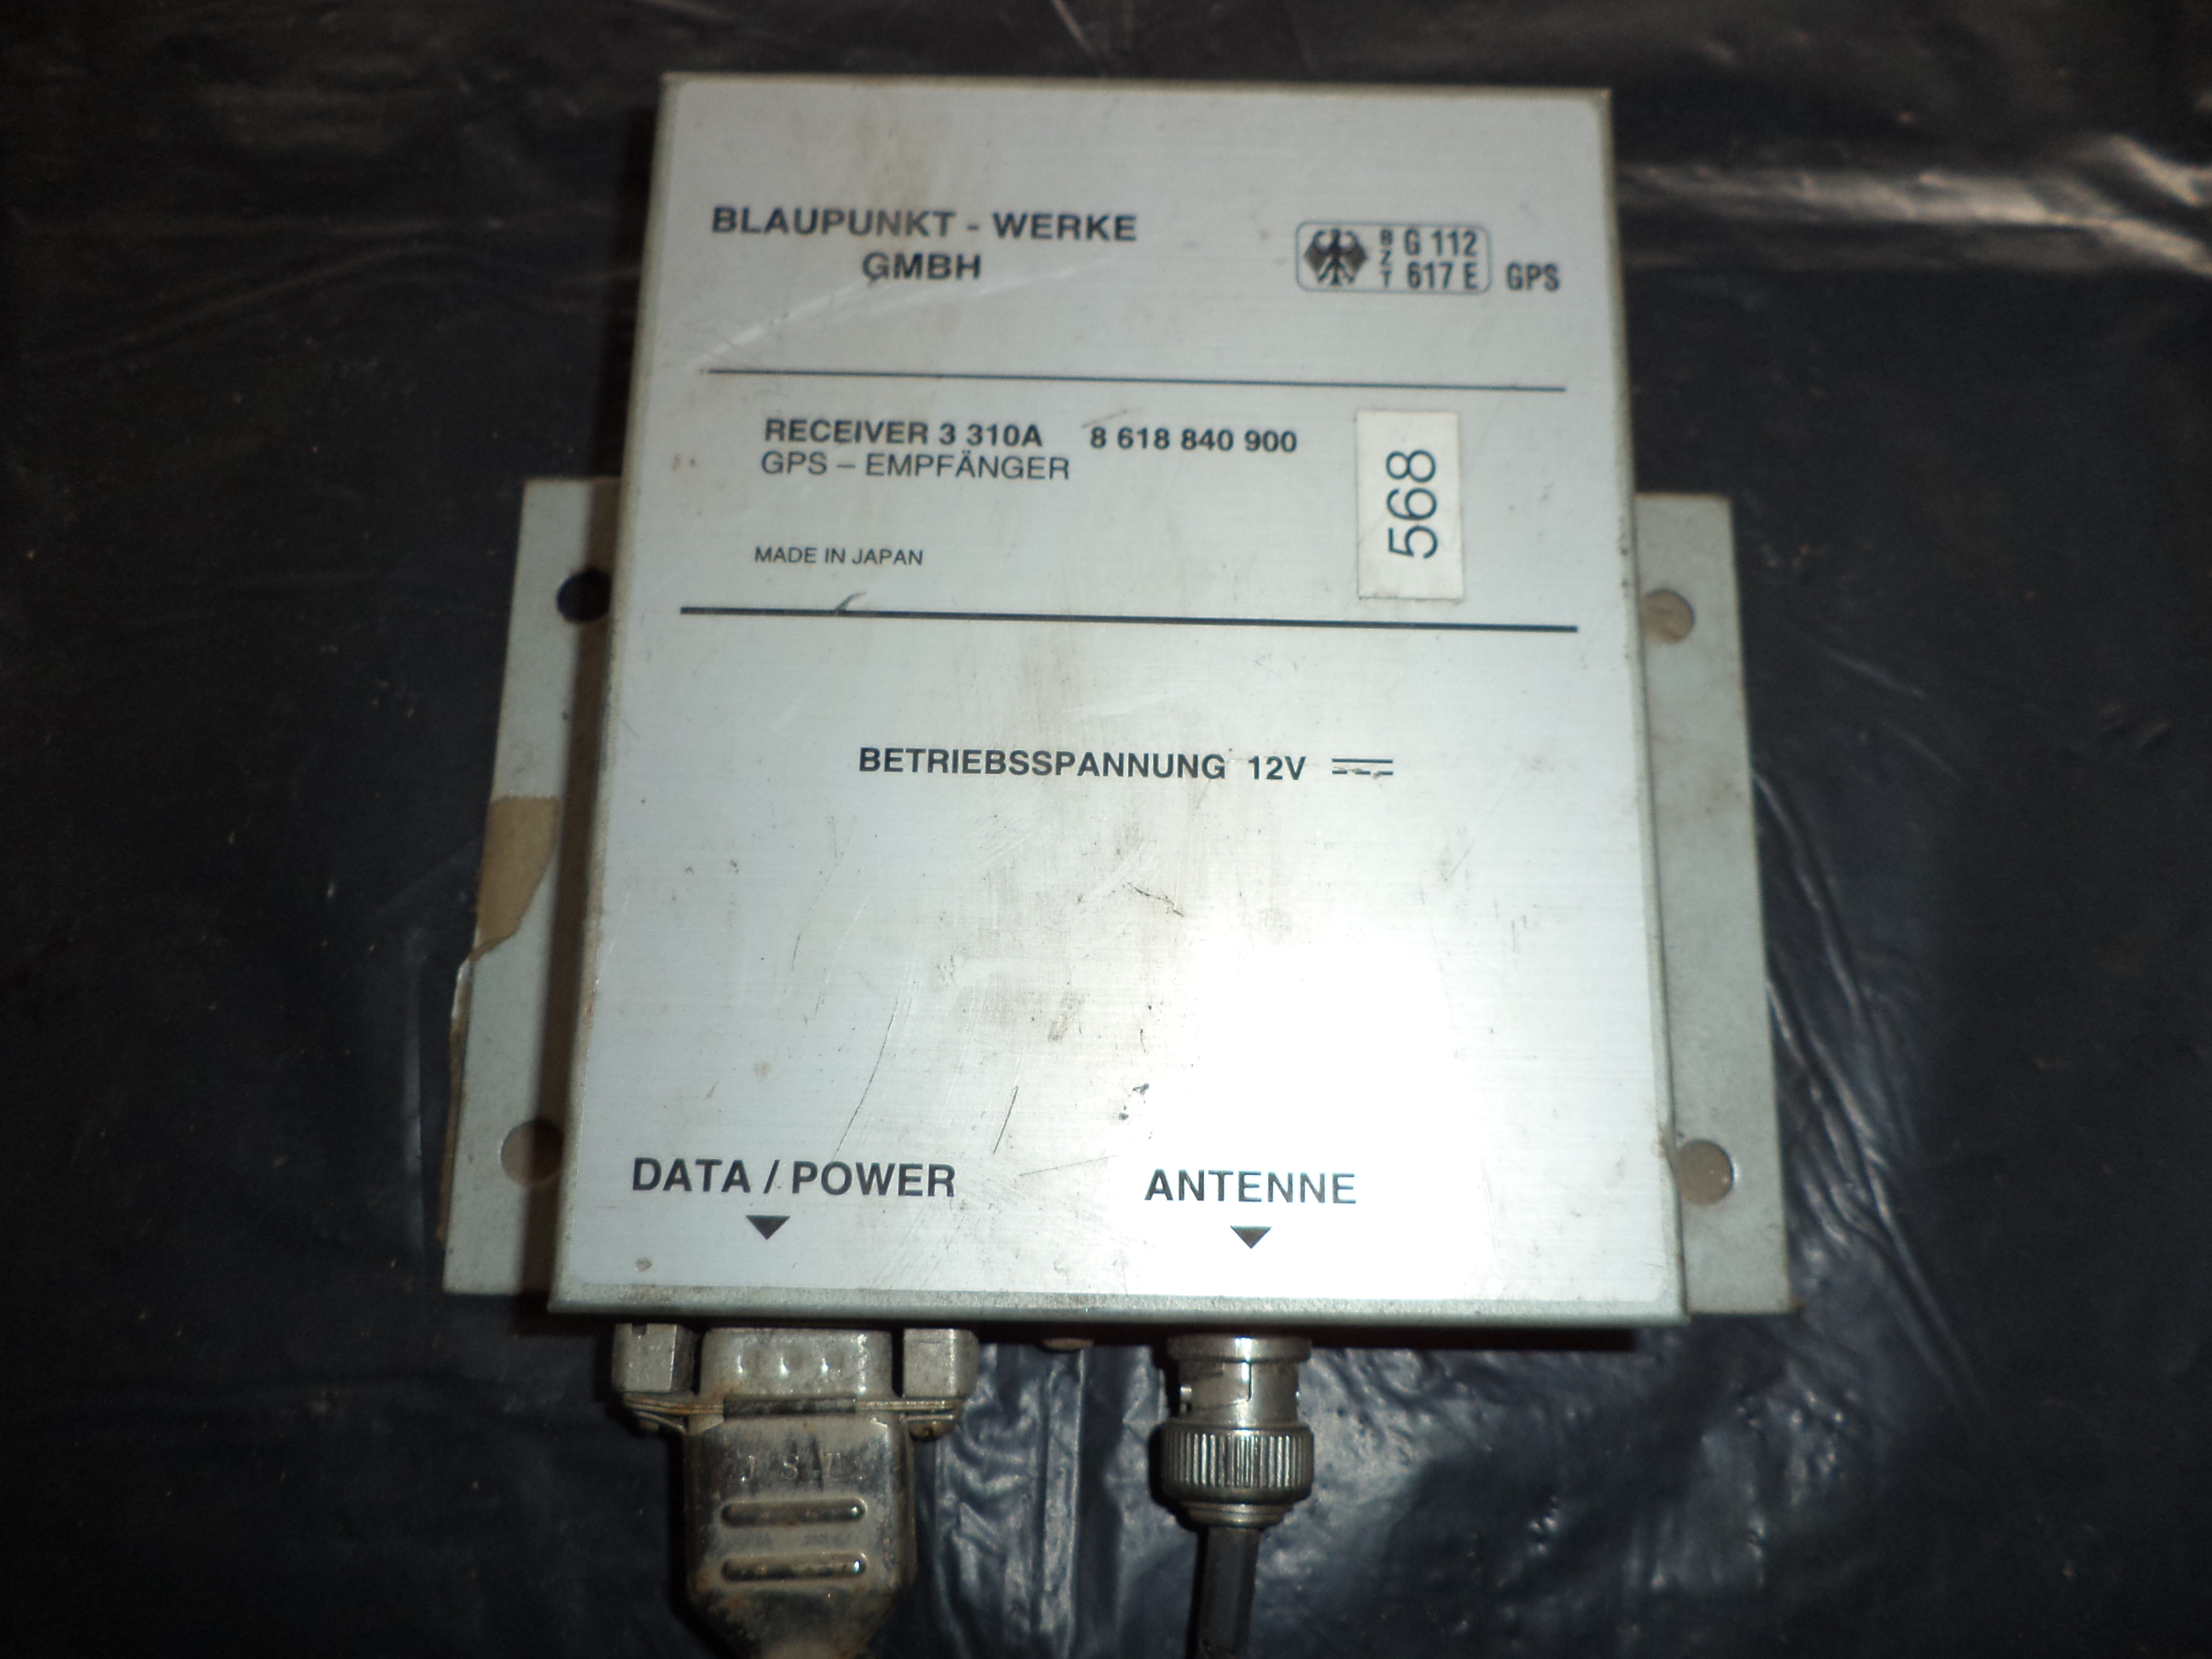 BLAUPUNKT - WERKE
GMBH
BZT G 112
617 E GPS
RECEIVER 3 310A 8 618 840 900
GPS – EMPFÄNGER
568
MADE IN JAPAN
BETRIEBSSPANNUNG 12V
DATA / POWER
ANTENNE